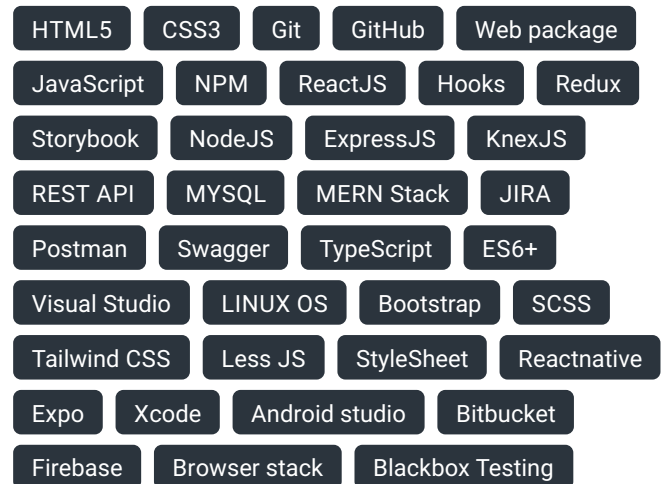 HTML5 CSS3 Git GitHub Web package
JavaScript NPM ReactJS Hooks Redux
Storybook NodeJS ExpressJS KnexJS
REST API MYSQL MERN Stack JIRA
Postman Swagger TypeScript ES6+
Visual Studio LINUX OS Bootstrap SCSS
Tailwind CSS Less JS StyleSheet Reactnative
Expo Xcode Android studio Bitbucket
Firebase Browser stack Blackbox Testing